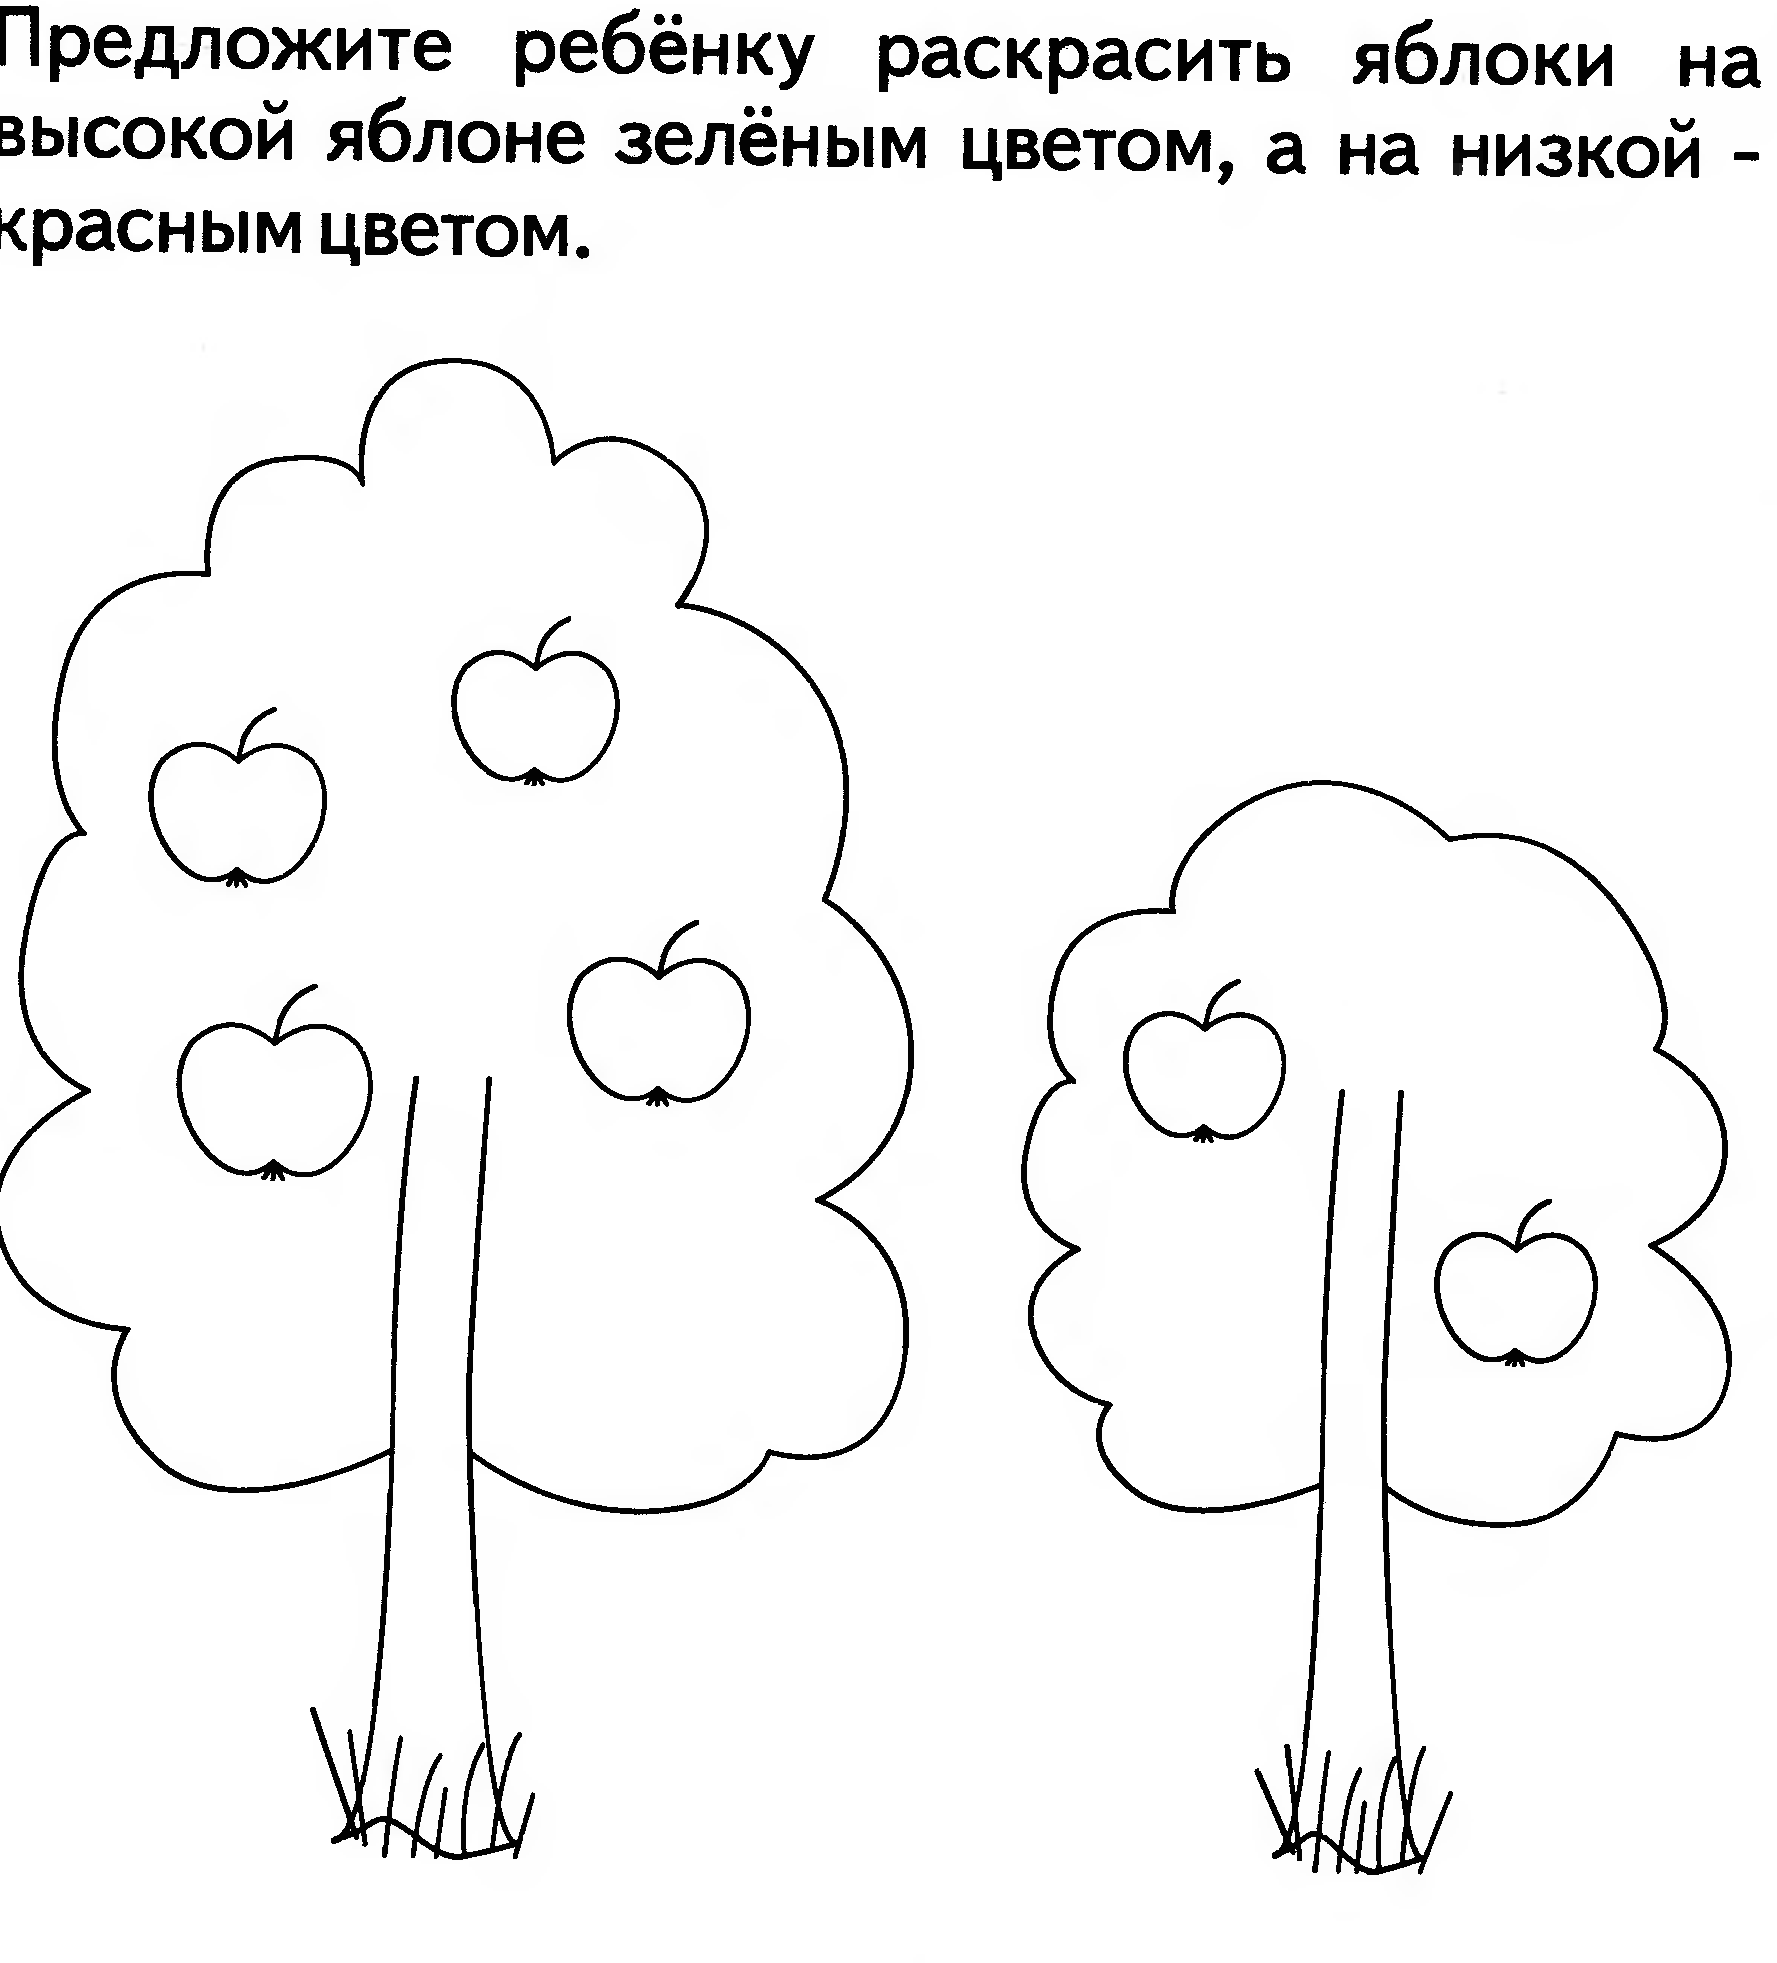 Предложите ребёнку раскрасить яблоки на
высокой яблоне зелёным цветом, а на низкой -
красным цветом.